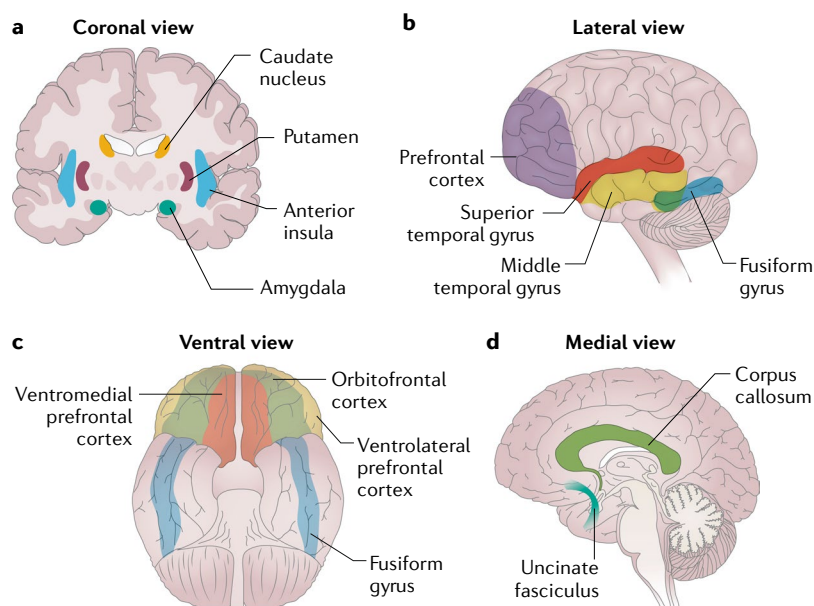 a Coronal view
Caudate
nucleus
Putamen
Anterior
insula
Amygdala
b Lateral view
Prefrontal
cortex
Superior
temporal gyrus
Middle
temporal gyrus
Fusiform
gyrus
c Ventral view
Ventromedial
prefrontal
cortex
Orbitofrontal
cortex
Ventrolateral
prefrontal
cortex
Fusiform
gyrus
d Medial view
Corpus
callosum
Uncinate
fasciculus